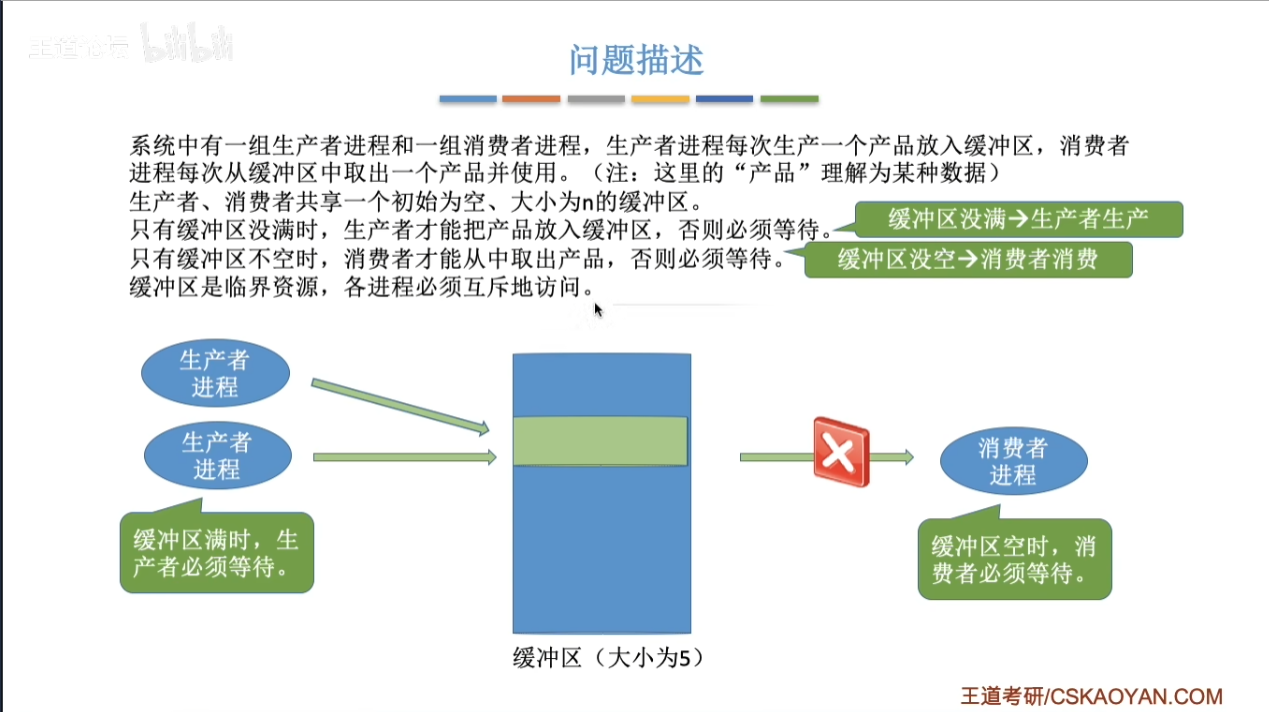 王道论坛 bilibili
问题描述
系统中有一组生产者进程和一组消费者进程，生产者进程每次生产一个产品放入缓冲区，消费者
进程每次从缓冲区中取出一个产品并使用。（注：这里的“产品”理解为某种数据）
生产者、消费者共享一个初始为空、大小为n的缓冲区。
只有缓冲区没满时，生产者才能把产品放入缓冲区，否则必须等待。
缓冲区没满→生产者生产
只有缓冲区不空时，消费者才能从中取出产品，否则必须等待。
缓冲区没空→消费者消费
缓冲区是临界资源，各进程必须互斥地访问。
生产者
进程
生产者
进程
缓冲区满时，生
产者必须等待。
消费者
进程
缓冲区空时，消
费者必须等待。
缓冲区（大小为5）
王道考研/CSKAOYAN.COM